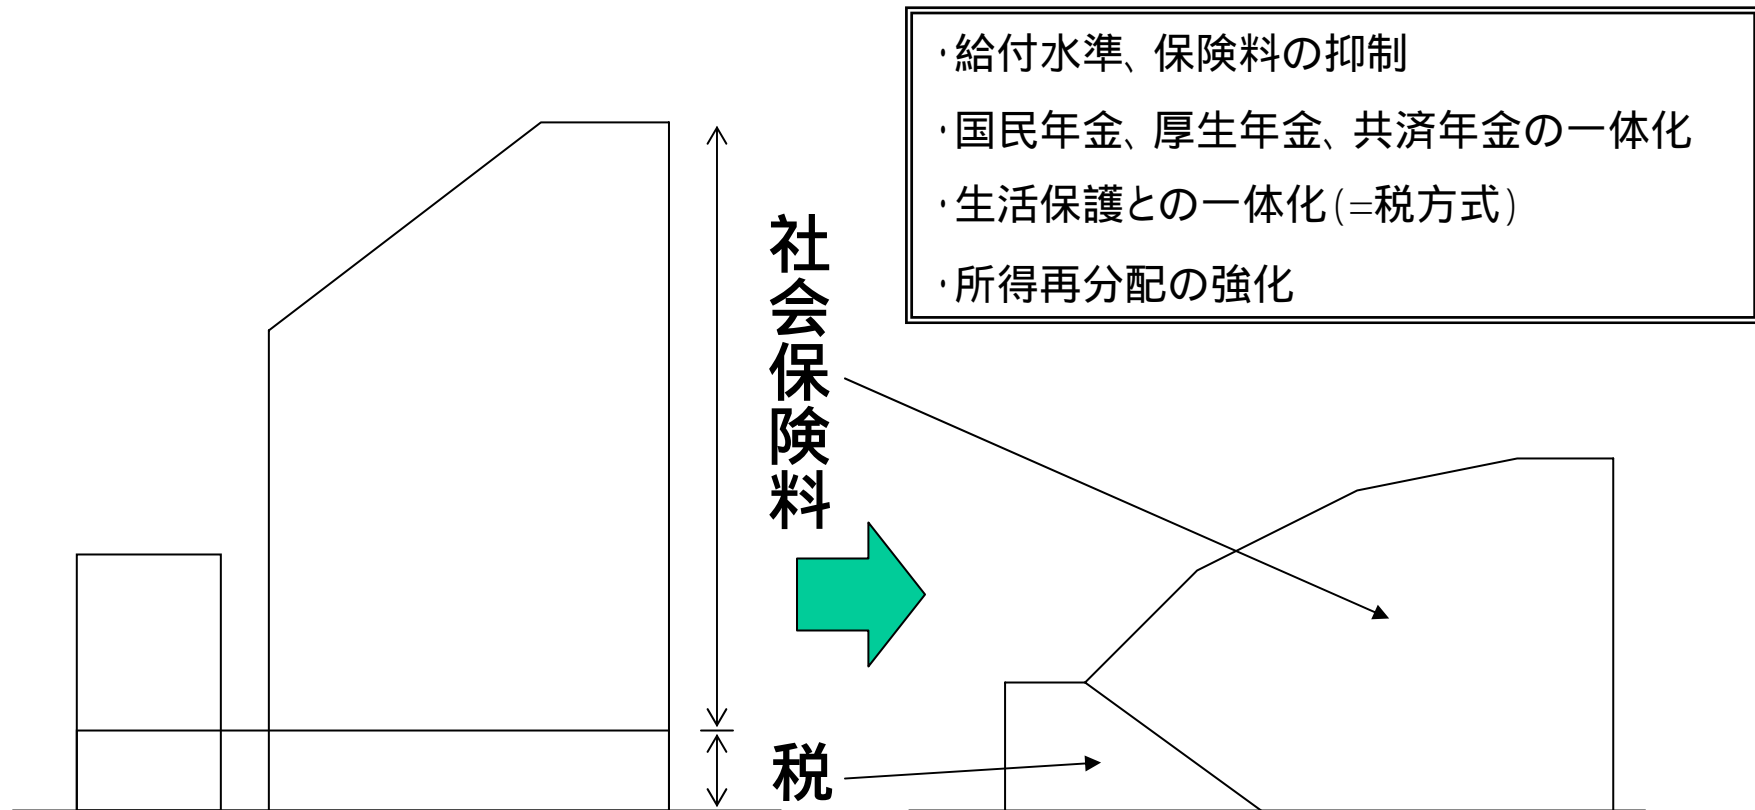 ・給付水準、保険料の抑制
・国民年金、厚生年金、共済年金の一体化
・生活保護との一体化(=税方式)
・所得再分配の強化
社会保険料
税